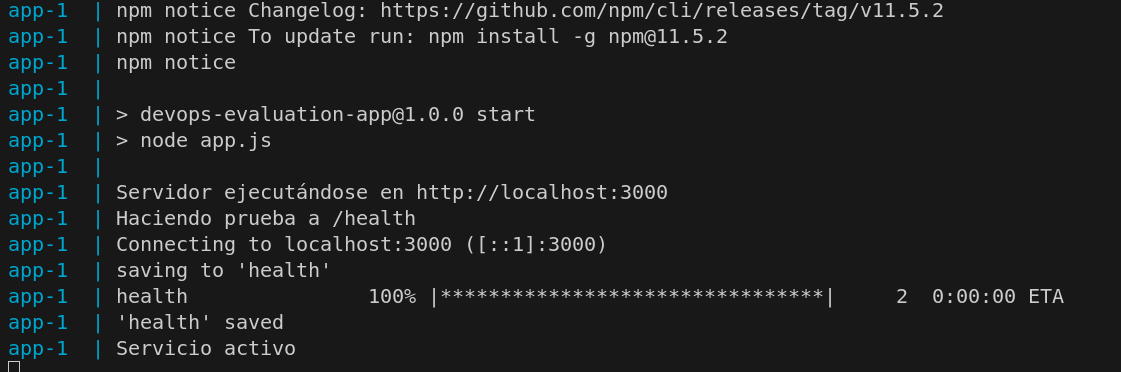 app-1  | npm notice Changelog: https://github.com/npm/cli/releases/tag/v11.5.2
app-1  | npm notice To update run: npm install -g npm@11.5.2
app-1  | npm notice
app-1  |
app-1  | > devops-evaluation-app@1.0.0 start
app-1  | > node app.js
app-1  |
app-1  | Servidor ejecutándose en http://localhost:3000
app-1  | Haciendo prueba a /health
app-1  | Connecting to localhost:3000 ([::1]:3000)
app-1  | saving to 'health'
app-1  | health               100% |********************************|     2  0:00:00 ETA
app-1  | 'health' saved
app-1  | Servicio activo